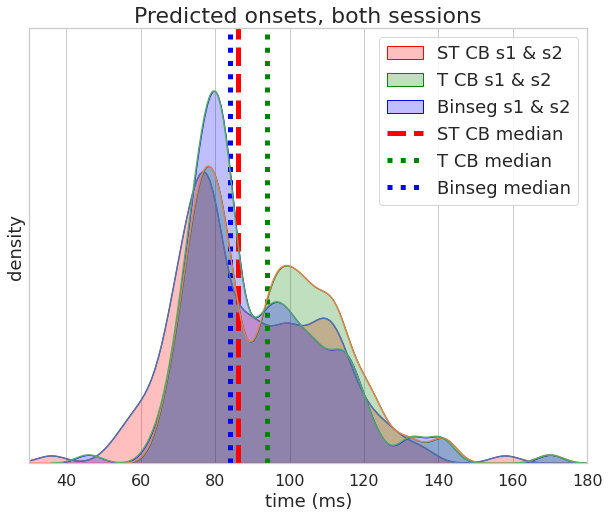 Predicted onsets, both sessions
ST CB s1 & s2
T CB s1 & s2
Binseg s1 & s2
ST CB median
T CB median
Binseg median
density
40 60 80 100 120 140 160 180
time (ms)